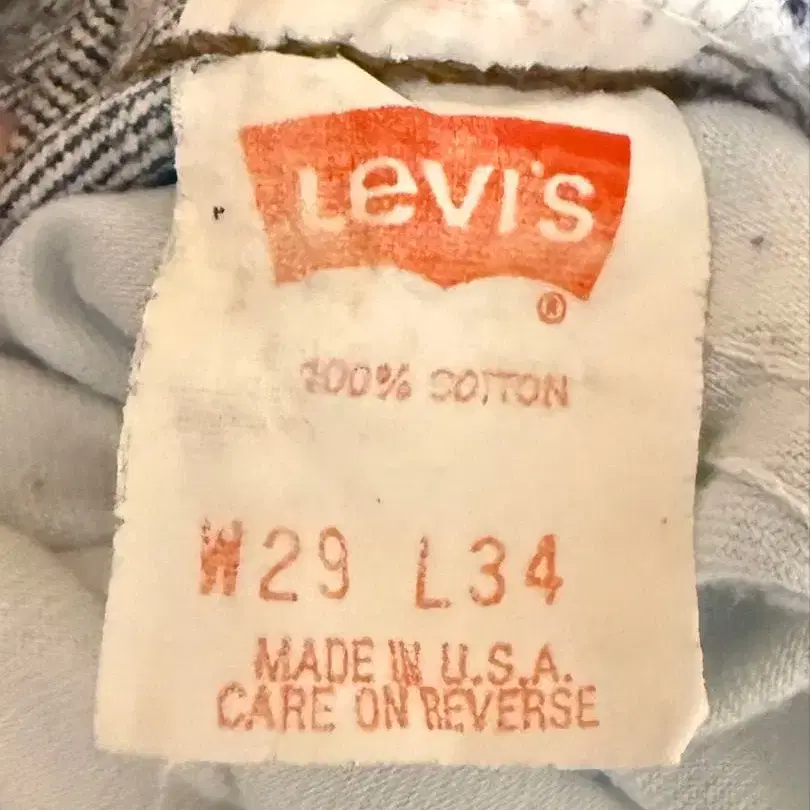 LeVI'S
®
100% COTTON
W29 L34
MADE IN U.S.A.
CARE ON REVERSE